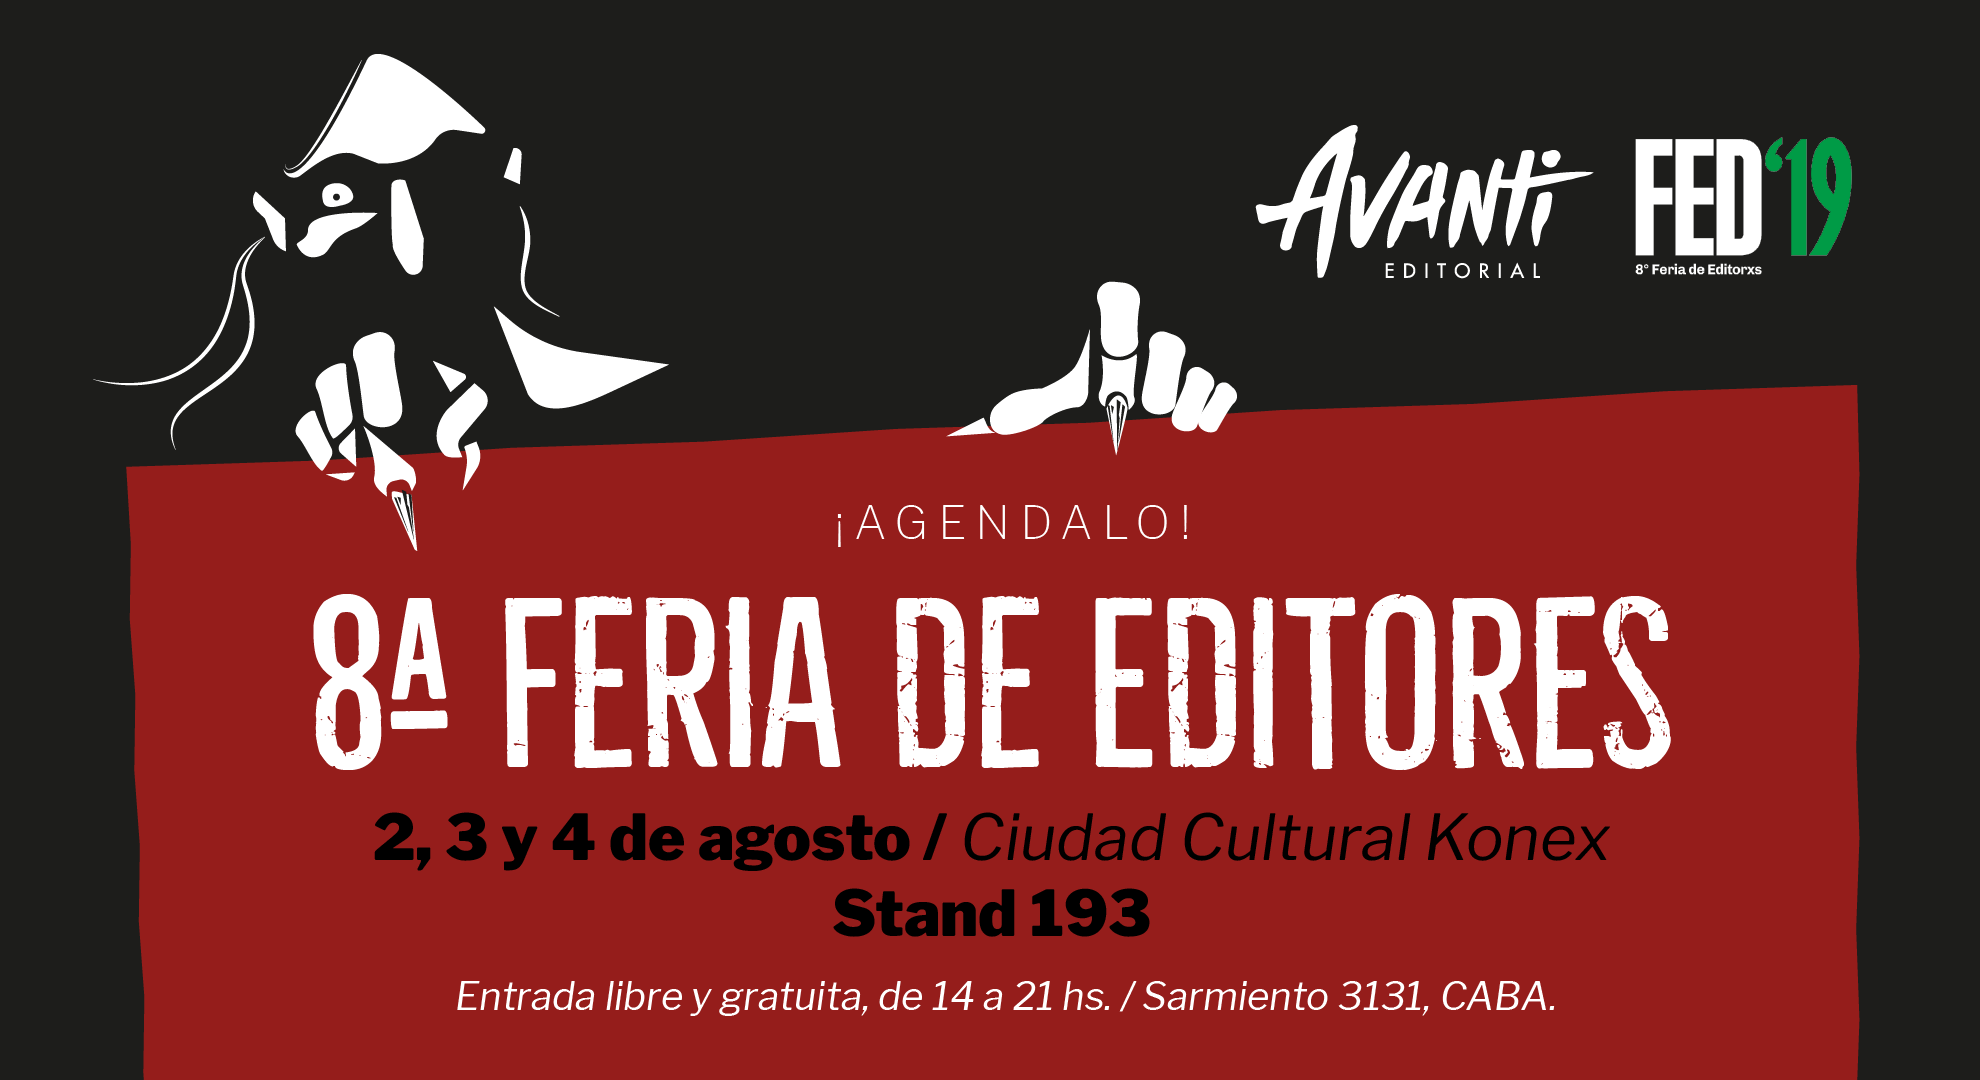 AVANTI
EDITORIAL
FED'19
8° Feria de Editorxs
¡AGENDALO!
8ª FERIA DE EDITORES
2, 3 y 4 de agosto / Ciudad Cultural Konex
Stand 193
Entrada libre y gratuita, de 14 a 21 hs. / Sarmiento 3131, CABA.